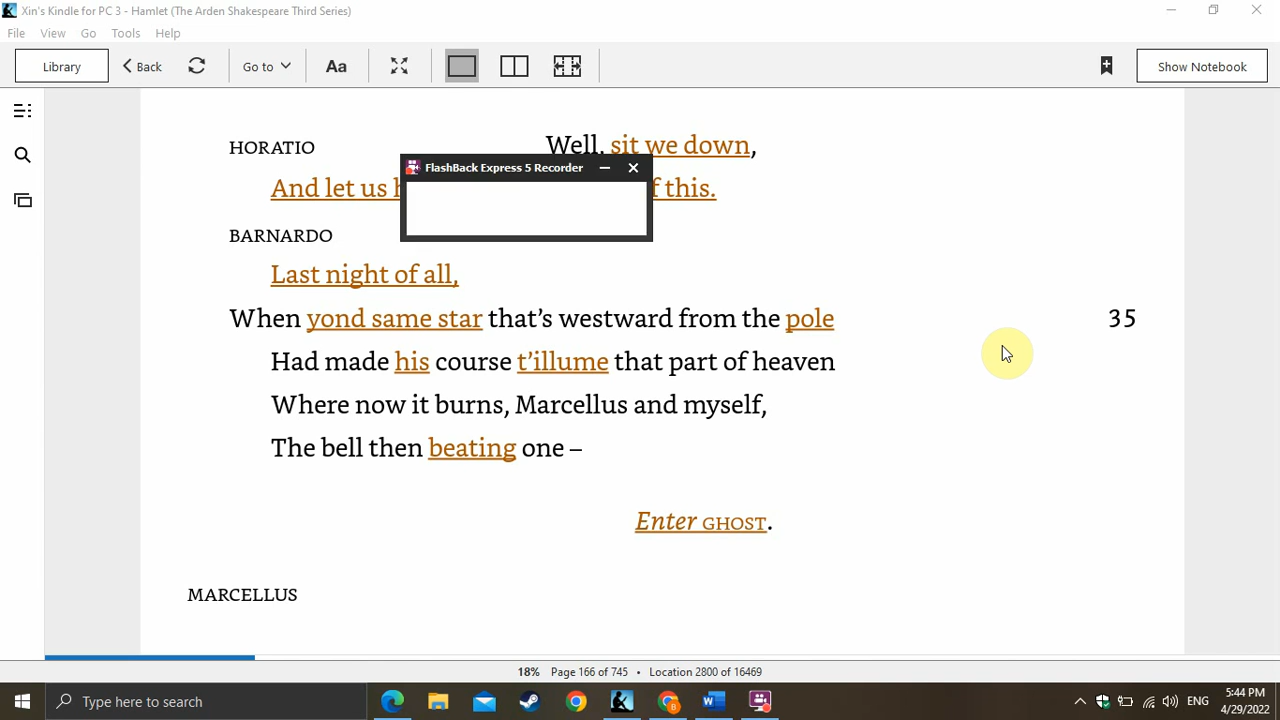 Xin's Kindle for PC 3 - Hamlet (The Arden Shakespeare Third Series)
File View Go Tools Help
Library Back Go to Aa Show Notebook
HORATIO Well, sit we down,
FlashBack Express 5 Recorder
And let us f this.
BARNARDO
Last night of all,
When yond same star that's westward from the pole 35
Had made his course t'illume that part of heaven
Where now it burns, Marcellus and myself,
The bell then beating one –
Enter GHOST.
MARCELLUS
18% Page 166 of 745 • Location 2800 of 16469
Type here to search
ENG
5:44 PM
4/29/2022